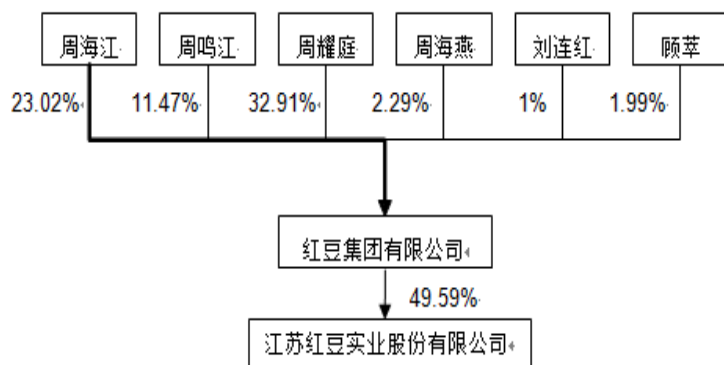 周海江 周鸣江 周耀庭 周海燕 刘连红 顾萃
23.02% 11.47% 32.91% 2.29% 1% 1.99%
红豆集团有限公司
49.59%
江苏红豆实业股份有限公司